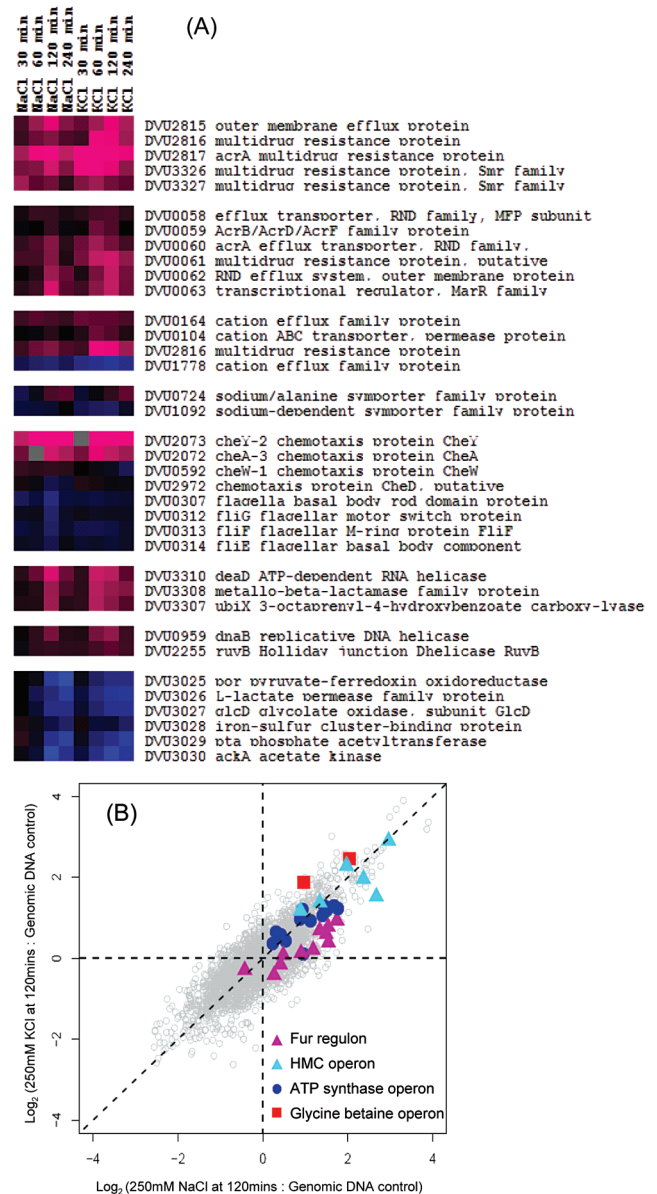 (A)
NaCl 30 min
NaCl 60 min
NaCl 120 min
NaCl 240 min
KCl 30 min
KCl 60 min
KCl 120 min
KCl 240 min
DVU2815 outer membrane efflux protein
DVU2816 multidrug resistance protein
DVU2817 acrA multidrug resistance protein
DVU3326 multidrug resistance protein, Smr family
DVU3327 multidrug resistance protein, Smr family
DVU0058 efflux transporter, RND family, MFP subunit
DVU0059 AcrB/AcrD/AcrF family protein
DVU0060 acrA efflux transporter, RND family,
DVU0061 multidrug resistance protein, putative
DVU0062 RND efflux system, outer membrane protein
DVU0063 transcriptional regulator, MarR family
DVU0164 cation efflux family protein
DVU0104 cation ABC transporter, permease protein
DVU2816 multidrug resistance protein
DVU1778 cation efflux family protein
DVU0724 sodium/alanine symporter family protein
DVU1092 sodium-dependent symporter family protein
DVU2073 cheY-2 chemotaxis protein CheY
DVU2072 cheA-3 chemotaxis protein CheA
DVU0592 cheW-1 chemotaxis protein CheW
DVU2972 chemotaxis protein CheD, putative
DVU0307 flagella basal body rod domain protein
DVU0312 fliG flagellar motor switch protein
DVU0313 fliF flagellar M-ring protein FliF
DVU0314 fliE flagellar basal body component
DVU3310 deaD ATP-dependent RNA helicase
DVU3308 metallo-beta-lactamase family protein
DVU3307 ubiX 3-octaprenyl-4-hydroxybenzoate carboxy-lyase
DVU0959 dnaB replicative DNA helicase
DVU2255 ruvB Holliday junction Dhelicase RuvB
DVU3025 por pyruvate-ferredoxin oxidoreductase
DVU3026 L-lactate permease family protein
DVU3027 glcD glycolate oxidase, subunit GlcD
DVU3028 iron-sulfur cluster-binding protein
DVU3029 pta phosphate acetyltransferase
DVU3030 ackA acetate kinase
(B)
Log2 (250mM KCl at 120mins : Genomic DNA control)
4
2
0
−2
−4
Fur regulon
HMC operon
ATP synthase operon
Glycine betaine operon
−4 −2 0 2 4
Log2 (250mM NaCl at 120mins : Genomic DNA control)